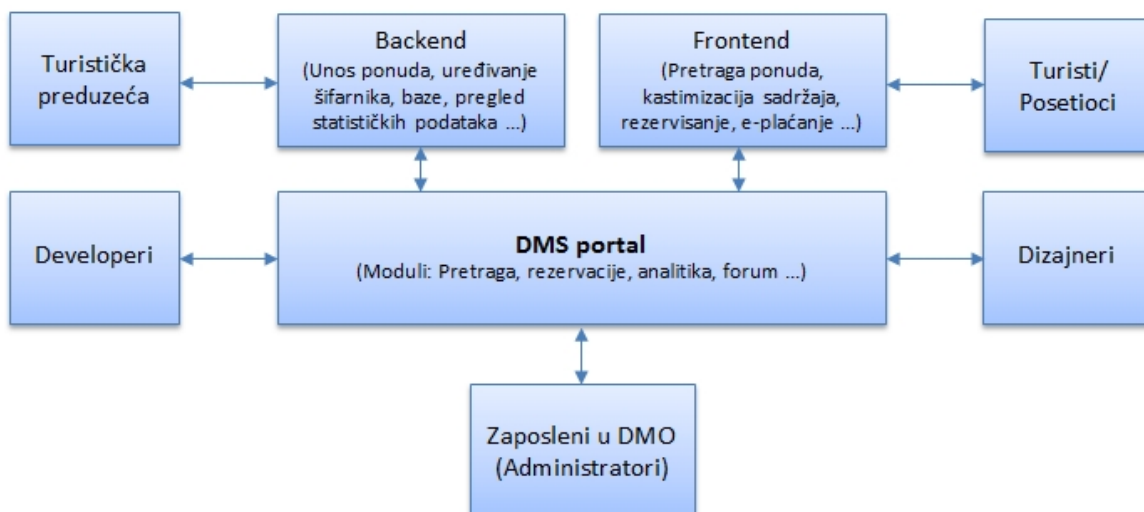 Turistička
preduzeća
Backend
(Unos ponuda, uređivanje
šifarnika, baze, pregled
statističkih podataka ...)
Frontend
(Pretraga ponuda,
kastimizacija sadržaja,
rezervisanje, e-plaćanje ...)
Turisti/
Posetioci
Developeri
DMS portal
(Moduli: Pretraga, rezervacije, analitika, forum ...)
Dizajneri
Zaposleni u DMO
(Administratori)